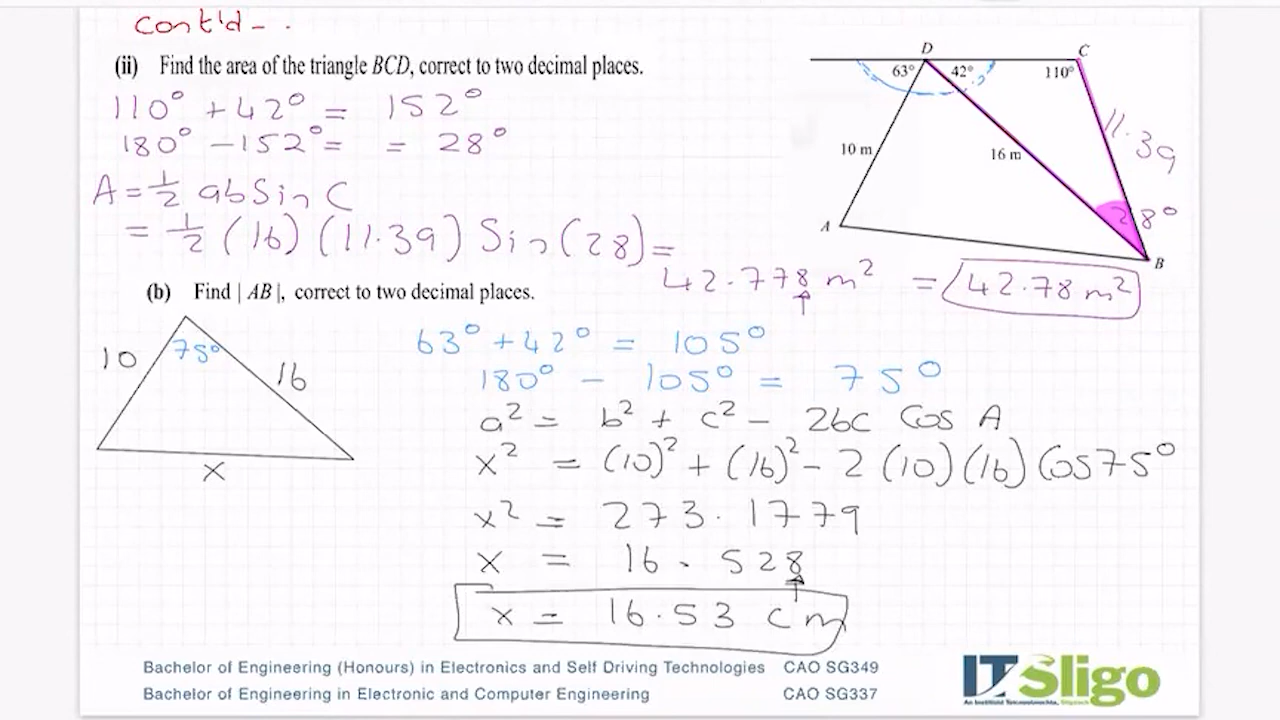 Cont'd - ..
(ii) Find the area of the triangle BCD, correct to two decimal places.
110° + 42° = 152°
180° - 152° = = 28°
A = 1/2 ab Sin C
= 1/2 (16) (11.39) Sin (28) =
42.778 m² = 42.78 m²
D
C
63°
42°
110°
10 m
16 m
11.39
28°
A
B
(b) Find | AB |, correct to two decimal places.
10
75°
16
x
63° + 42° = 105°
180° - 105° = 75°
a² = b² + c² - 2bc Cos A
x² = (10)² + (16)² - 2 (10) (16) Cos 75°
x² = 273.1779
x = 16.528
x = 16.53 cm
Bachelor of Engineering (Honours) in Electronics and Self Driving Technologies CAO SG349
Bachelor of Engineering in Electronic and Computer Engineering CAO SG337
IT Sligo